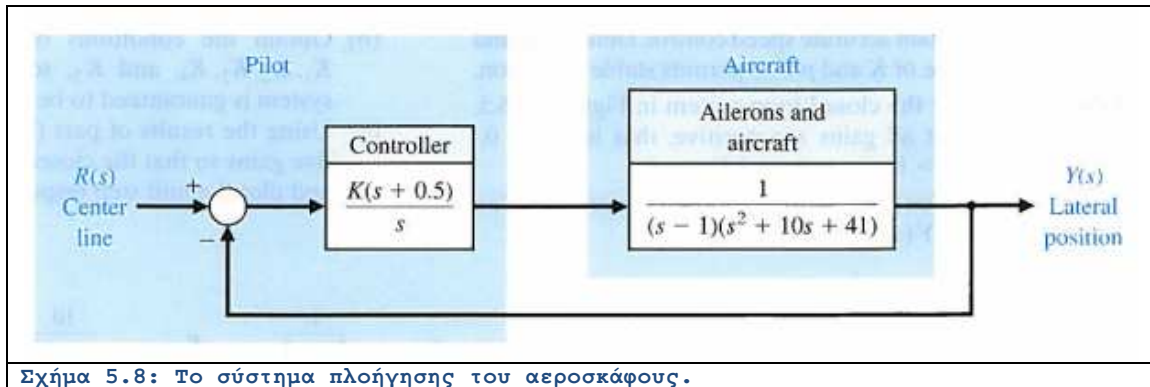 Pilot
Aircraft
Controller
K(s + 0.5)
s
Ailerons and
aircraft
1
(s − 1)(s² + 10s + 41)
R(s)
Center
line
+
−
Y(s)
Lateral
position
Σχήμα 5.8: Το σύστημα πλοήγησης του αεροσκάφους.